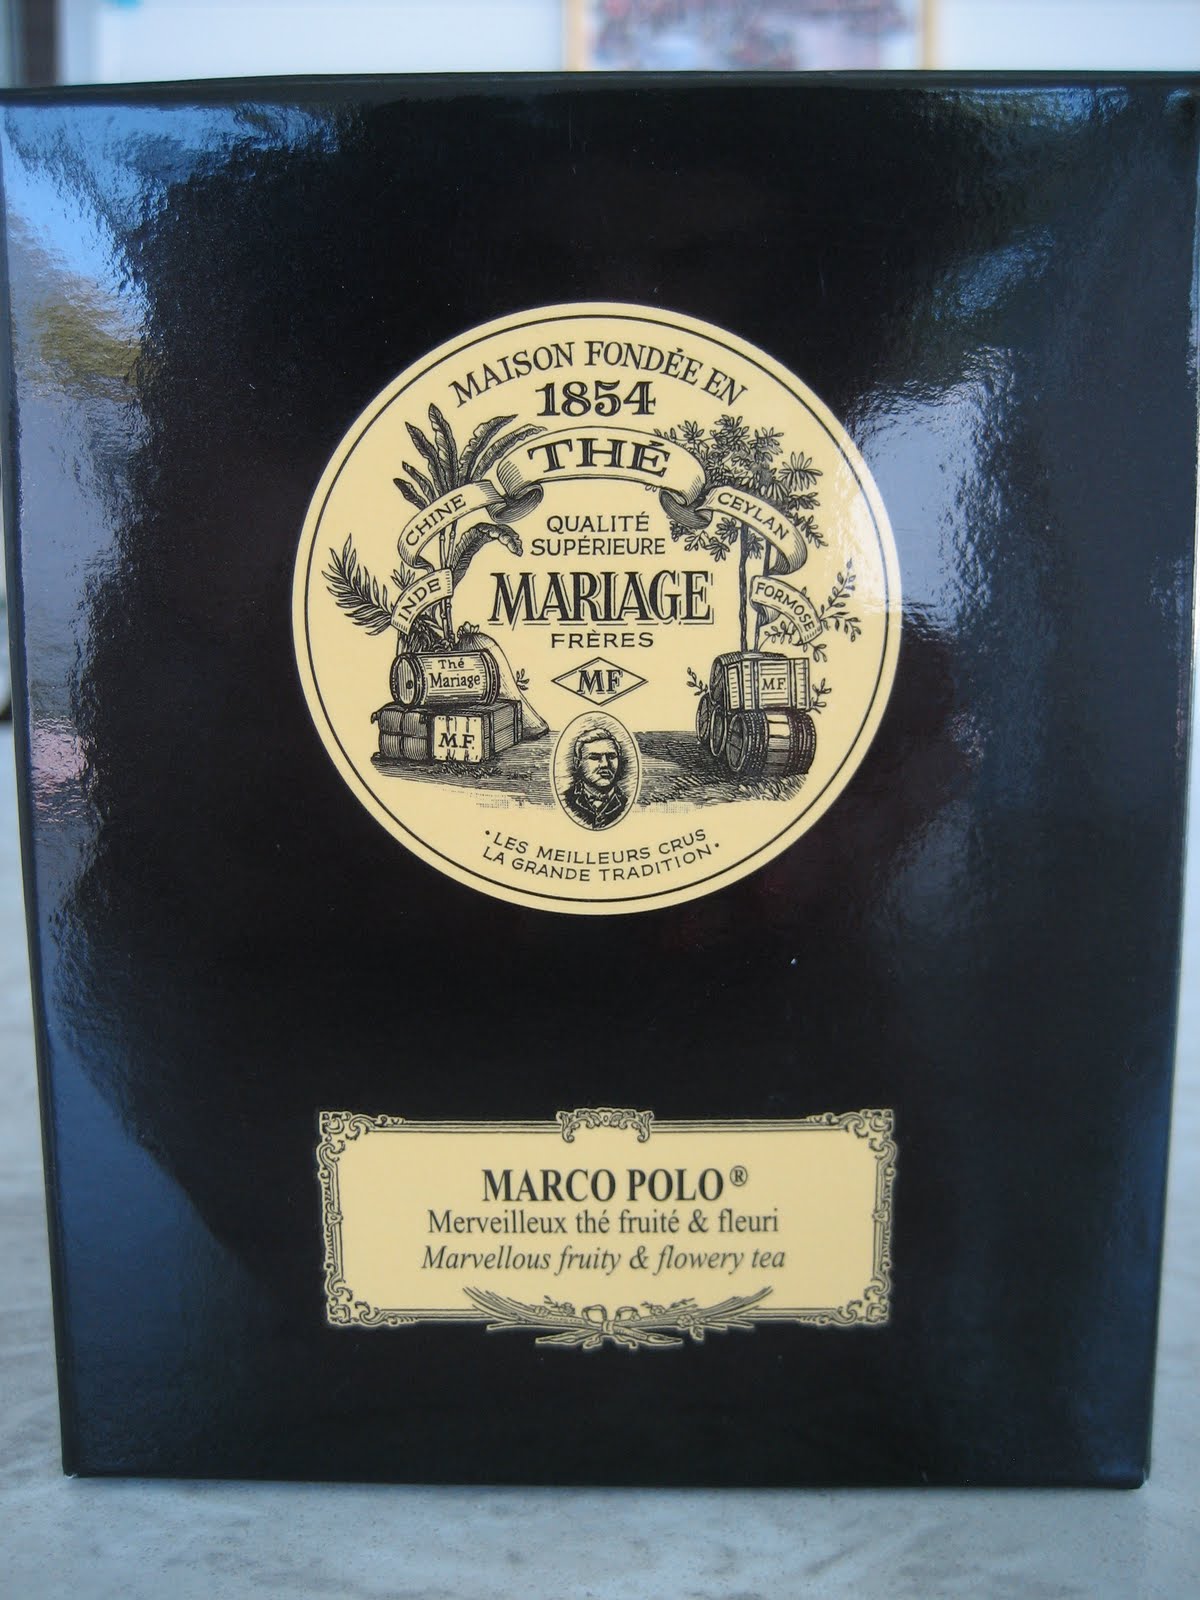 MAISON FONDÉE EN
1854
THÉ
CHINE
CEYLAN
INDE
FORMOSE
QUALITÉ
SUPÉRIEURE
MARIAGE
FRÈRES
MF
Thé
Mariage
M.F.
MF
• LES MEILLEURS CRUS
LA GRANDE TRADITION •
MARCO POLO®
Merveilleux thé fruité & fleuri
Marvellous fruity & flowery tea